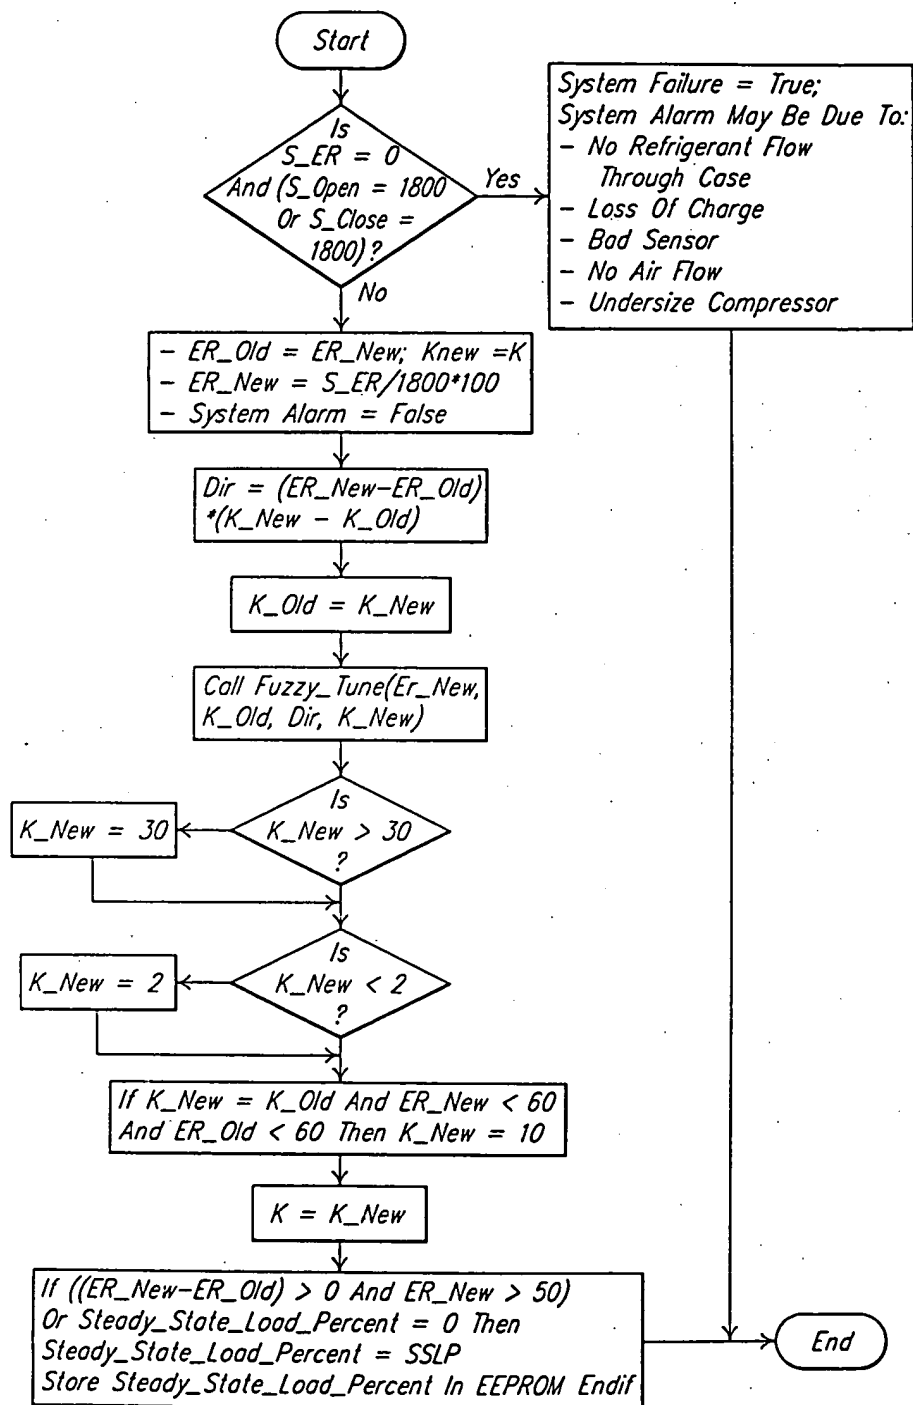 Start
Is
S_ER = 0
And (S_Open = 1800
Or S_Close =
1800)?
Yes
No
System Failure = True;
System Alarm May Be Due To:
- No Refrigerant Flow
Through Case
- Loss Of Charge
- Bad Sensor
- No Air Flow
- Undersize Compressor
- ER_Old = ER_New; Knew =K
- ER_New = S_ER/1800*100
- System Alarm = False
Dir = (ER_New-ER_Old)
*(K_New - K_Old)
K_Old = K_New
Call Fuzzy_Tune(Er_New,
K_Old, Dir, K_New)
Is
K_New > 30
?
K_New = 30
Is
K_New < 2
?
K_New = 2
If K_New = K_Old And ER_New < 60
And ER_Old < 60 Then K_New = 10
K = K_New
If ((ER_New-ER_Old) > 0 And ER_New > 50)
Or Steady_State_Load_Percent = 0 Then
Steady_State_Load_Percent = SSLP
Store Steady_State_Load_Percent In EEPROM Endif
End